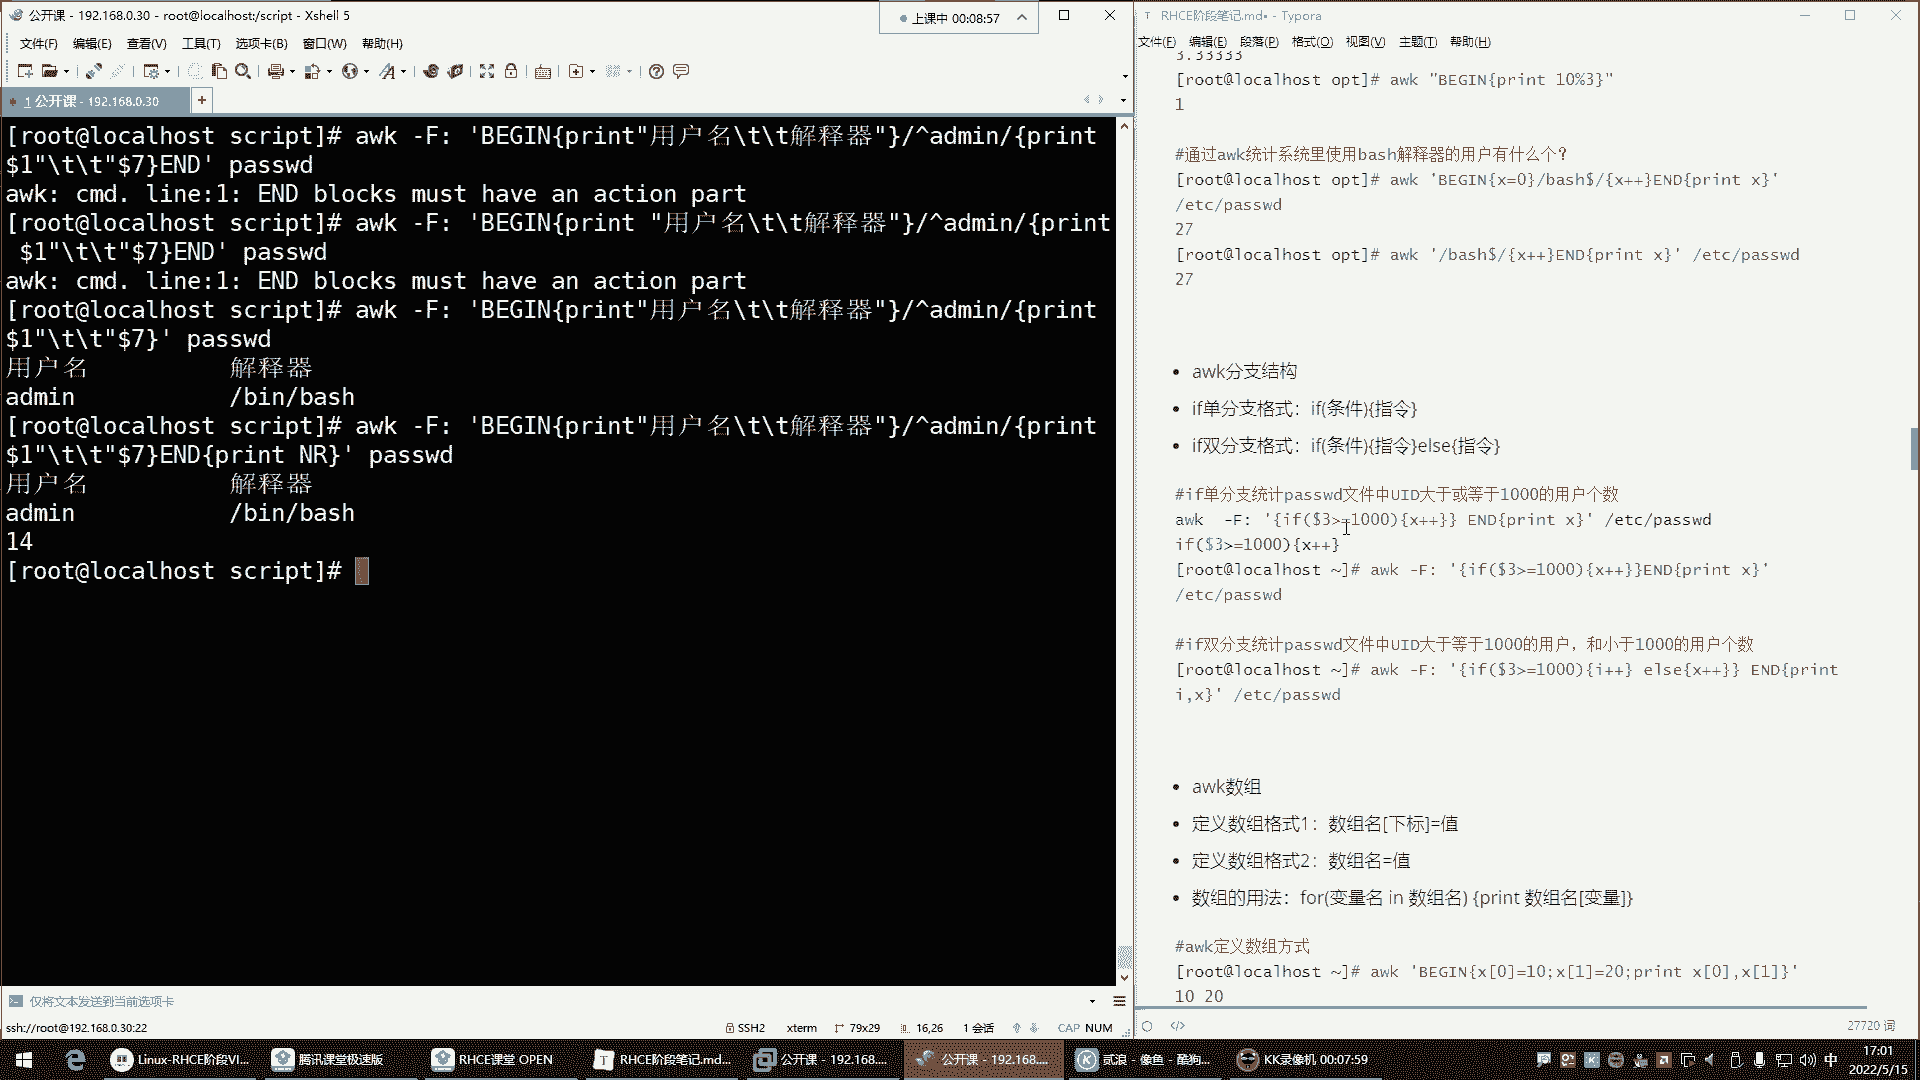 公开课 - 192.168.0.30 - root@localhost:/script - Xshell 5
上课中 00:08:57
文件(F) 编辑(E) 查看(V) 工具(T) 选项卡(B) 窗口(W) 帮助(H)
1 公开课 - 192.168.0.30
[root@localhost script]# awk -F: 'BEGIN{print"用户名\t\t解释器"}/^admin/{print
$1"\t\t"$7}END' passwd
awk: cmd. line:1: END blocks must have an action part
[root@localhost script]# awk -F: 'BEGIN{print "用户名\t\t解释器"}/^admin/{print
$1"\t\t"$7}END' passwd
awk: cmd. line:1: END blocks must have an action part
[root@localhost script]# awk -F: 'BEGIN{print"用户名\t\t解释器"}/^admin/{print
$1"\t\t"$7}' passwd
用户名 解释器
admin /bin/bash
[root@localhost script]# awk -F: 'BEGIN{print"用户名\t\t解释器"}/^admin/{print
$1"\t\t"$7}END{print NR}' passwd
用户名 解释器
admin /bin/bash
14
[root@localhost script]#
仅将文本发送到当前选项卡
ssh://root@192.168.0.30:22 SSH2 xterm 79x29 16,26 1 会话 CAP NUM
RHCE阶段笔记.md• - Typora
文件(F) 编辑(E) 段落(P) 格式(O) 视图(V) 主题(T) 帮助(H)
3.33333
[root@localhost opt]# awk "BEGIN{print 10%3}"
1
#通过awk统计系统里使用bash解释器的用户有什么个?
[root@localhost opt]# awk 'BEGIN{x=0}/bash$/{x++}END{print x}'
/etc/passwd
27
[root@localhost opt]# awk '/bash$/{x++}END{print x}' /etc/passwd
27
• awk分支结构
• if单分支格式：if(条件){指令}
• if双分支格式：if(条件){指令}else{指令}
#if单分支统计passwd文件中UID大于或等于1000的用户个数
awk -F: '{if($3>=1000){x++}} END{print x}' /etc/passwd
if($3>=1000){x++}
[root@localhost ~]# awk -F: '{if($3>=1000){x++}}END{print x}'
/etc/passwd
#if双分支统计passwd文件中UID大于等于1000的用户，和小于1000的用户个数
[root@localhost ~]# awk -F: '{if($3>=1000){i++} else{x++}} END{print
i,x}' /etc/passwd
• awk数组
• 定义数组格式1：数组名[下标]=值
• 定义数组格式2：数组名=值
• 数组的用法：for(变量名 in 数组名) {print 数组名[变量]}
#awk定义数组方式
[root@localhost ~]# awk 'BEGIN{x[0]=10;x[1]=20;print x[0],x[1]}'
10 20
27720 词
Linux-RHCE阶段VI... 腾讯课堂极速版 RHCE课堂 OPEN RHCE阶段笔记.md... 公开课 - 192.168.... 公开课 - 192.168.... 贰浪 - 像鱼 - 酷狗... KK录像机 00:07:59 中 17:01
2022/5/15